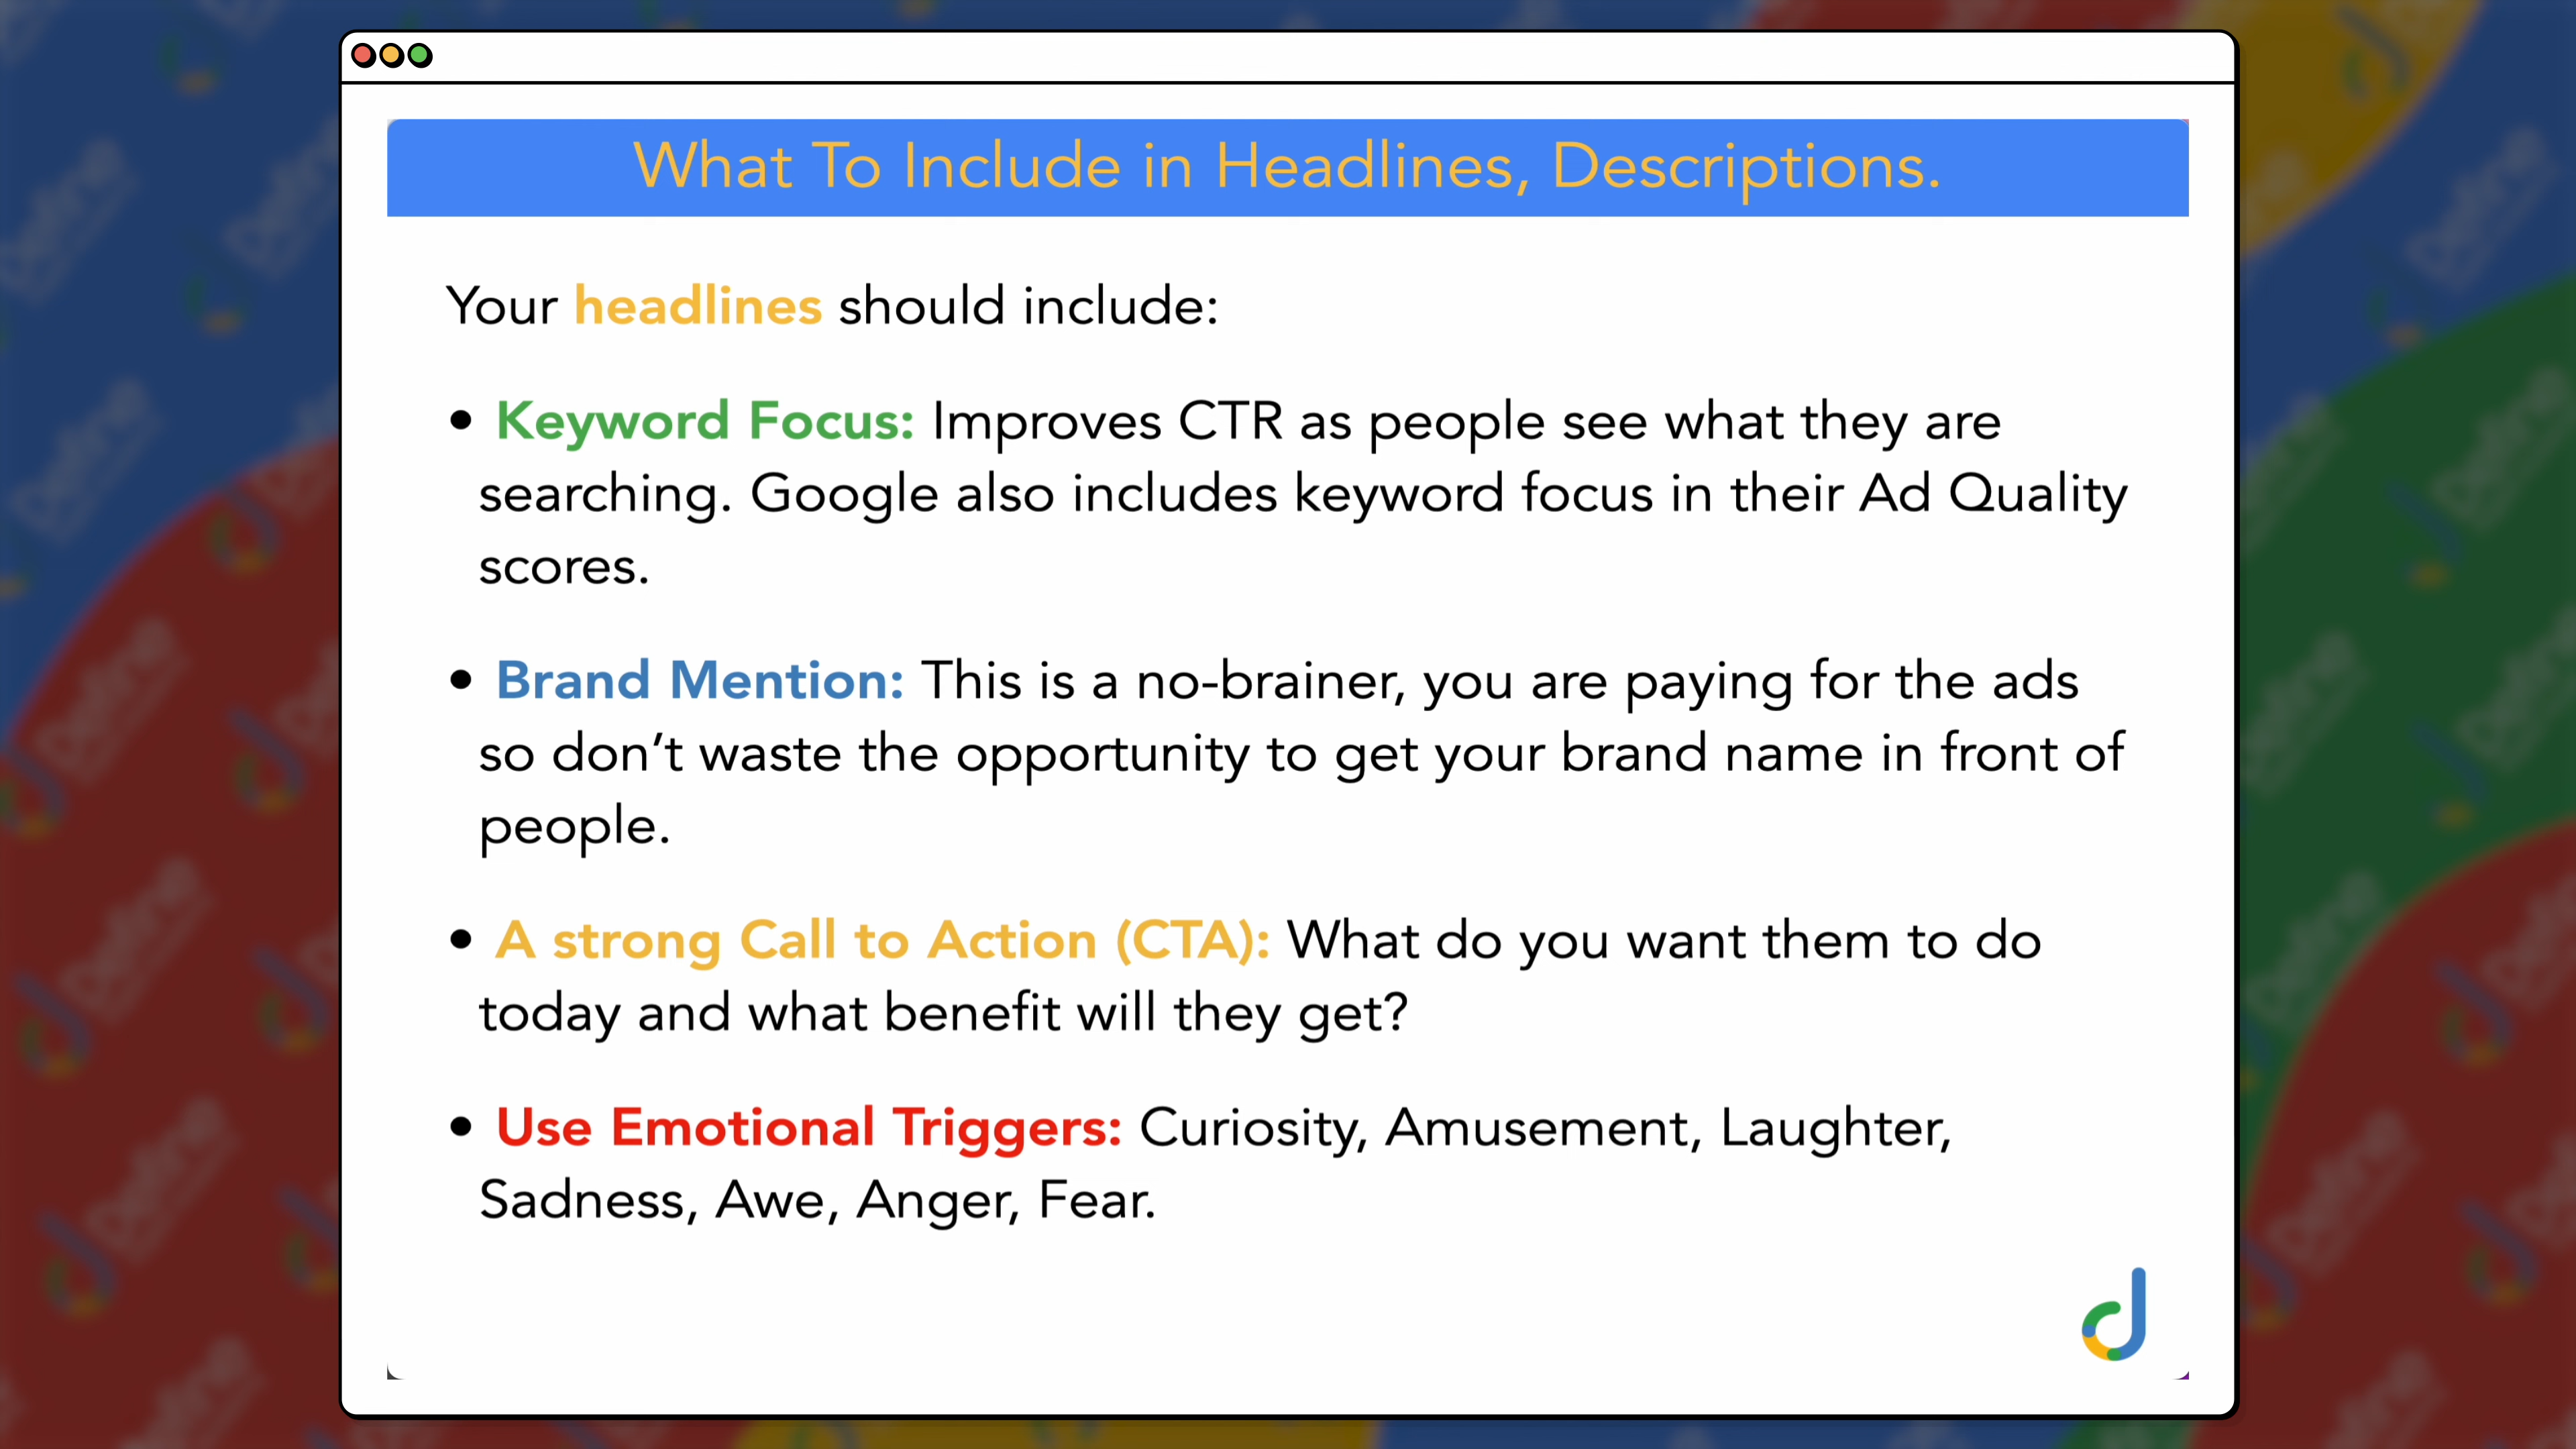 What To Include in Headlines, Descriptions.
Your headlines should include:
• Keyword Focus: Improves CTR as people see what they are
searching. Google also includes keyword focus in their Ad Quality
scores.
• Brand Mention: This is a no-brainer, you are paying for the ads
so don’t waste the opportunity to get your brand name in front of
people.
• A strong Call to Action (CTA): What do you want them to do
today and what benefit will they get?
• Use Emotional Triggers: Curiosity, Amusement, Laughter,
Sadness, Awe, Anger, Fear.